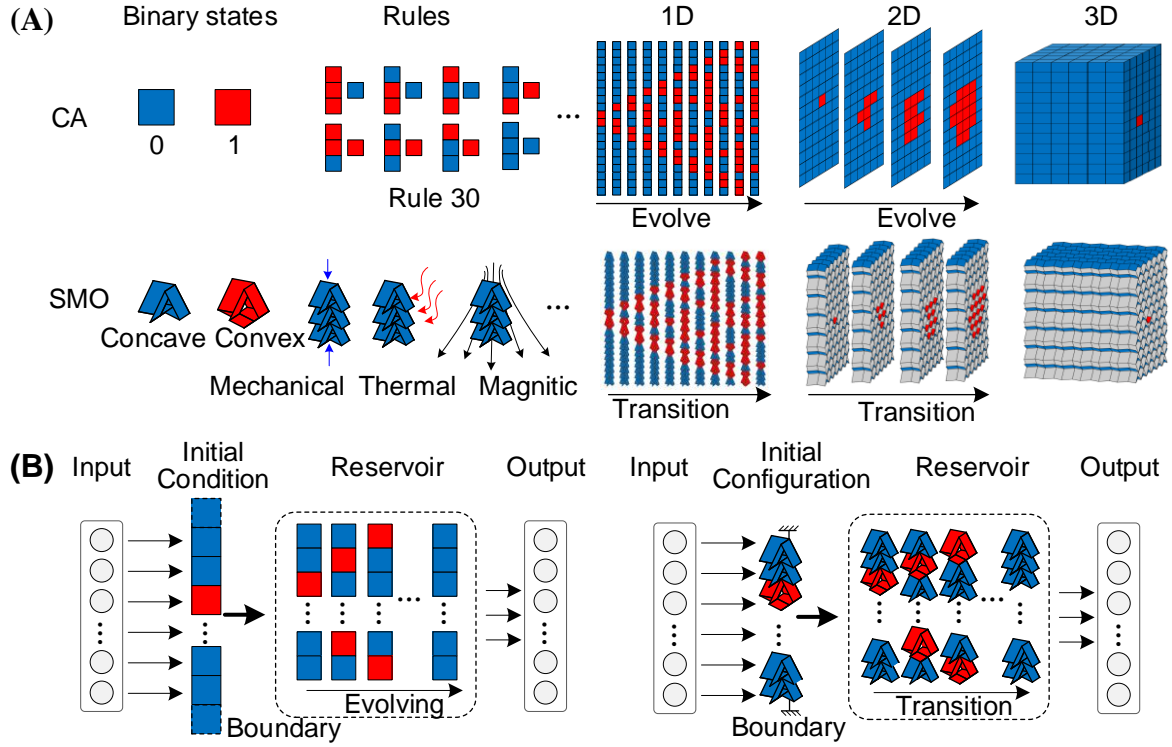 (A)
Binary states
Rules
1D
2D
3D
CA
0
1
...
Rule 30
Evolve
Evolve
SMO
Concave
Convex
...
Mechanical
Thermal
Magnitic
Transition
Transition
(B)
Input
Initial
Condition
Reservoir
Output
...
Evolving
Boundary
Input
Initial
Configuration
Reservoir
Output
...
Transition
Boundary